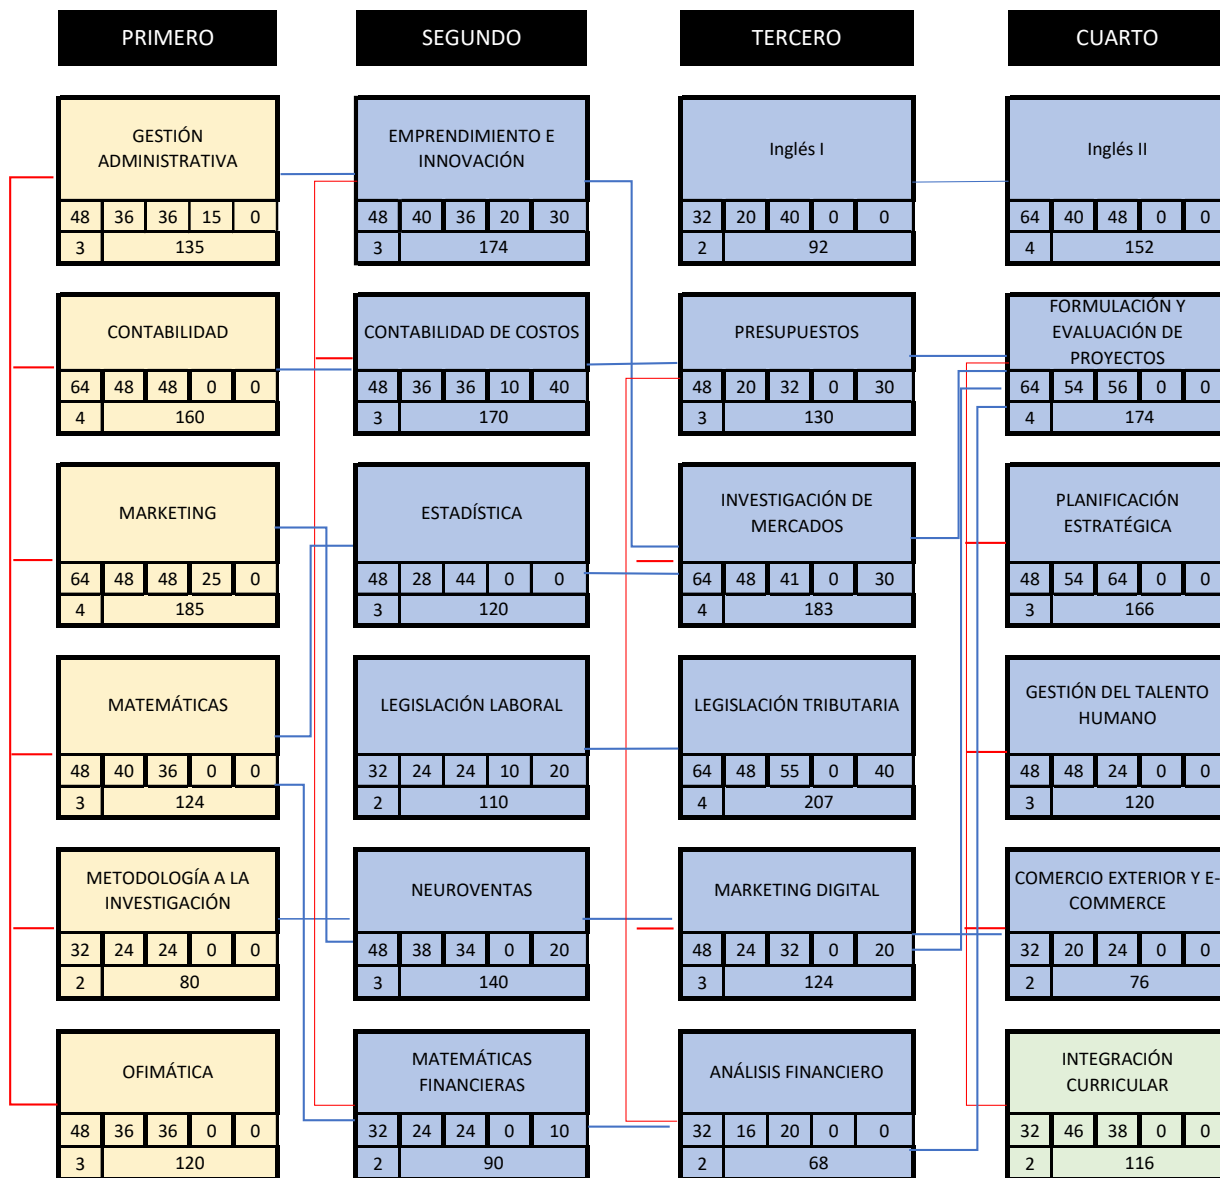 PRIMERO SEGUNDO TERCERO CUARTO
GESTIÓN
ADMINISTRATIVA
48 36 36 15 0
3 135
EMPRENDIMIENTO E
INNOVACIÓN
48 40 36 20 30
3 174
Inglés I
32 20 40 0 0
2 92
Inglés II
64 40 48 0 0
4 152
CONTABILIDAD
64 48 48 0 0
4 160
CONTABILIDAD DE COSTOS
48 36 36 10 40
3 170
PRESUPUESTOS
48 20 32 0 30
3 130
FORMULACIÓN Y
EVALUACIÓN DE
PROYECTOS
64 54 56 0 0
4 174
MARKETING
64 48 48 25 0
4 185
ESTADÍSTICA
48 28 44 0 0
3 120
INVESTIGACIÓN DE
MERCADOS
64 48 41 0 30
4 183
PLANIFICACIÓN
ESTRATÉGICA
48 54 64 0 0
3 166
MATEMÁTICAS
48 40 36 0 0
3 124
LEGISLACIÓN LABORAL
32 24 24 10 20
2 110
LEGISLACIÓN TRIBUTARIA
64 48 55 0 40
4 207
GESTIÓN DEL TALENTO
HUMANO
48 48 24 0 0
3 120
METODOLOGÍA A LA
INVESTIGACIÓN
32 24 24 0 0
2 80
NEUROVENTAS
48 38 34 0 20
3 140
MARKETING DIGITAL
48 24 32 0 20
3 124
COMERCIO EXTERIOR Y E-
COMMERCE
32 20 24 0 0
2 76
OFIMÁTICA
48 36 36 0 0
3 120
MATEMÁTICAS
FINANCIERAS
32 24 24 0 10
2 90
ANÁLISIS FINANCIERO
32 16 20 0 0
2 68
INTEGRACIÓN
CURRICULAR
32 46 38 0 0
2 116